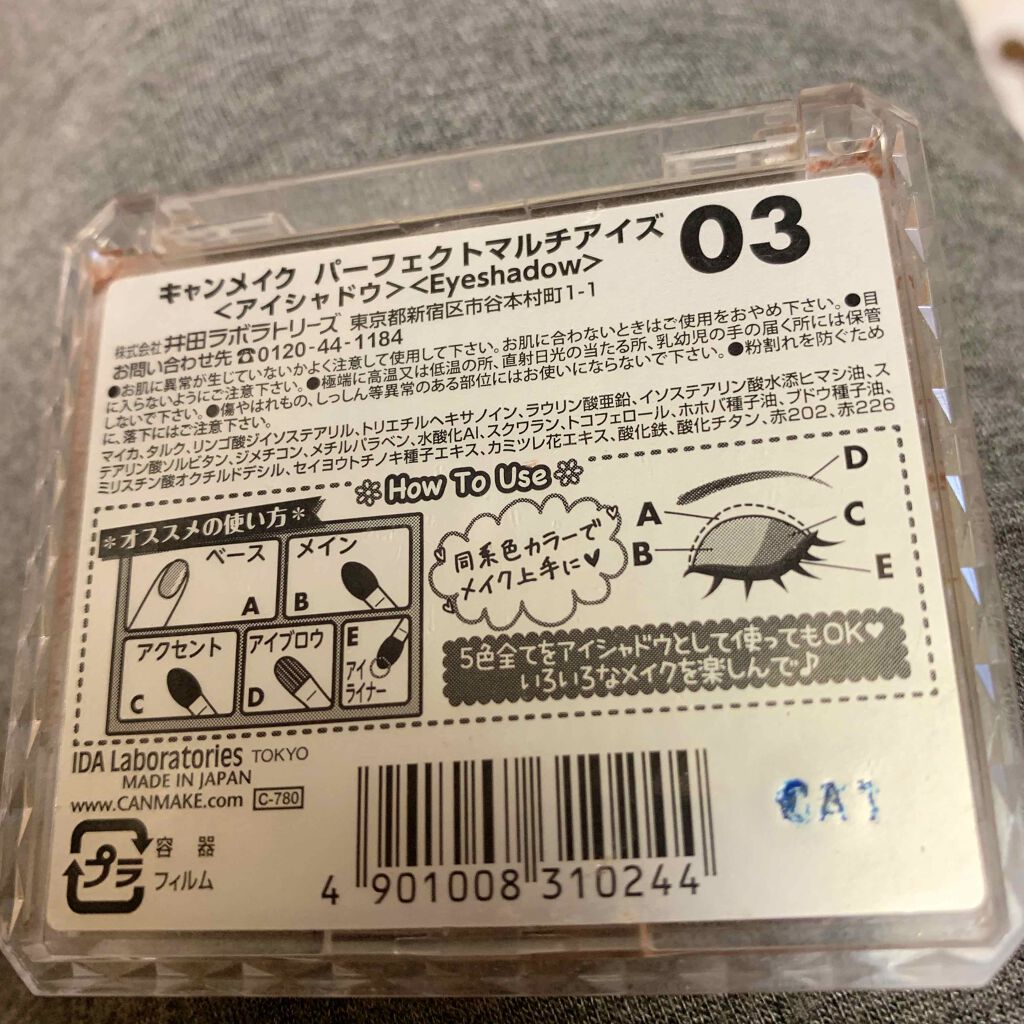 キャンメイク パーフェクトマルチアイズ 03
<アイシャドウ><Eyeshadow>
株式会社 井田ラボラトリーズ 東京都新宿区市谷本村町1-1
お問い合わせ先 ☎0120-44-1184
●お肌に異常が生じていないかよく注意して使用して下さい。お肌に合わないときはご使用をおやめ下さい。●目
に入らないようにご注意下さい。●極端に高温又は低温の所、直射日光の当たる所、乳幼児の手の届く所には保管
しないで下さい。●傷やはれもの、しっしん等異常のある部位にはお使いにならないで下さい。●粉割れを防ぐため
に、落下にはご注意下さい。
マイカ、タルク、リンゴ酸ジイソステアリル、トリエチルヘキサノイン、ラウリン酸亜鉛、イソステアリン酸水添ヒマシ油、ス
テアリン酸ソルビタン、ジメチコン、メチルパラベン、水酸化Al、スクワラン、トコフェロール、ホホバ種子油、ブドウ種子油、
ミリスチン酸オクチルドデシル、セイヨウトチノキ種子エキス、カミツレ花エキス、酸化鉄、酸化チタン、赤202、赤226
How To Use
*オススメの使い方*
ベース
A
メイン
B
アクセント
C
アイブロウ
D
E
アイ
ライナー
同系色カラーで
メイク上手に♥
A
B
D
C
E
5色全てをアイシャドウとして使ってもOK♥
いろいろなメイクを楽しんで♪
IDA Laboratories TOKYO
MADE IN JAPAN
www.CANMAKE.com C-780
プラ
容器
フィルム
4 901008 310244
CA1